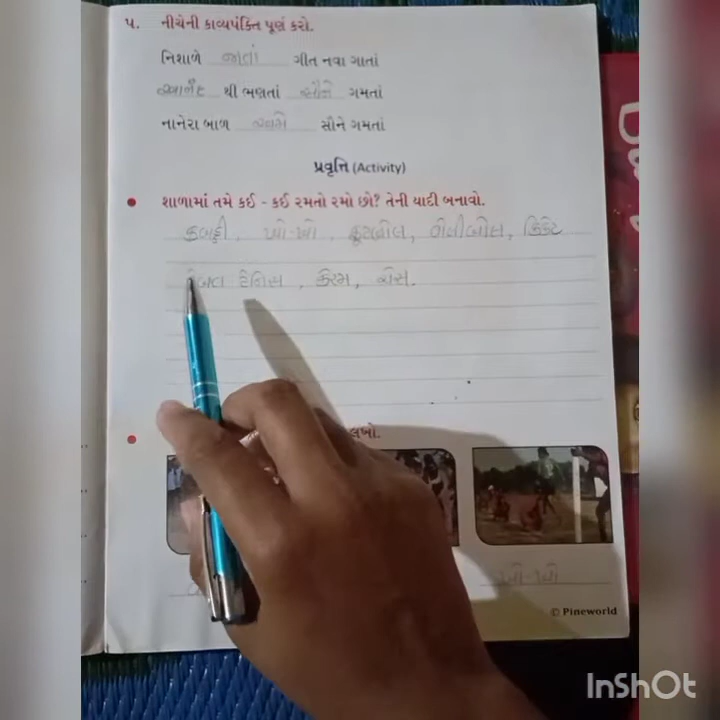 ૫. નીચેની કાવ્યપંક્તિ પૂર્ણ કરો.
નિશાળે જાતાં ગીત નવા ગાતાં
આનંદ થી ભણતાં સૌને ગમતાં
નાનેરા બાળ અમે સૌને ગમતાં
પ્રવૃત્તિ (Activity)
શાળામાં તમે કઈ - કઈ રમતો રમો છો? તેની યાદી બનાવો.
કબડ્ડી, ખો-ખો, ફૂટબોલ, વોલીબોલ, ક્રિકેટ
ટેબલ ટેનિસ, કેરમ, ચેસ.
લખો.
ખો-ખો
© Pineworld
InShOt